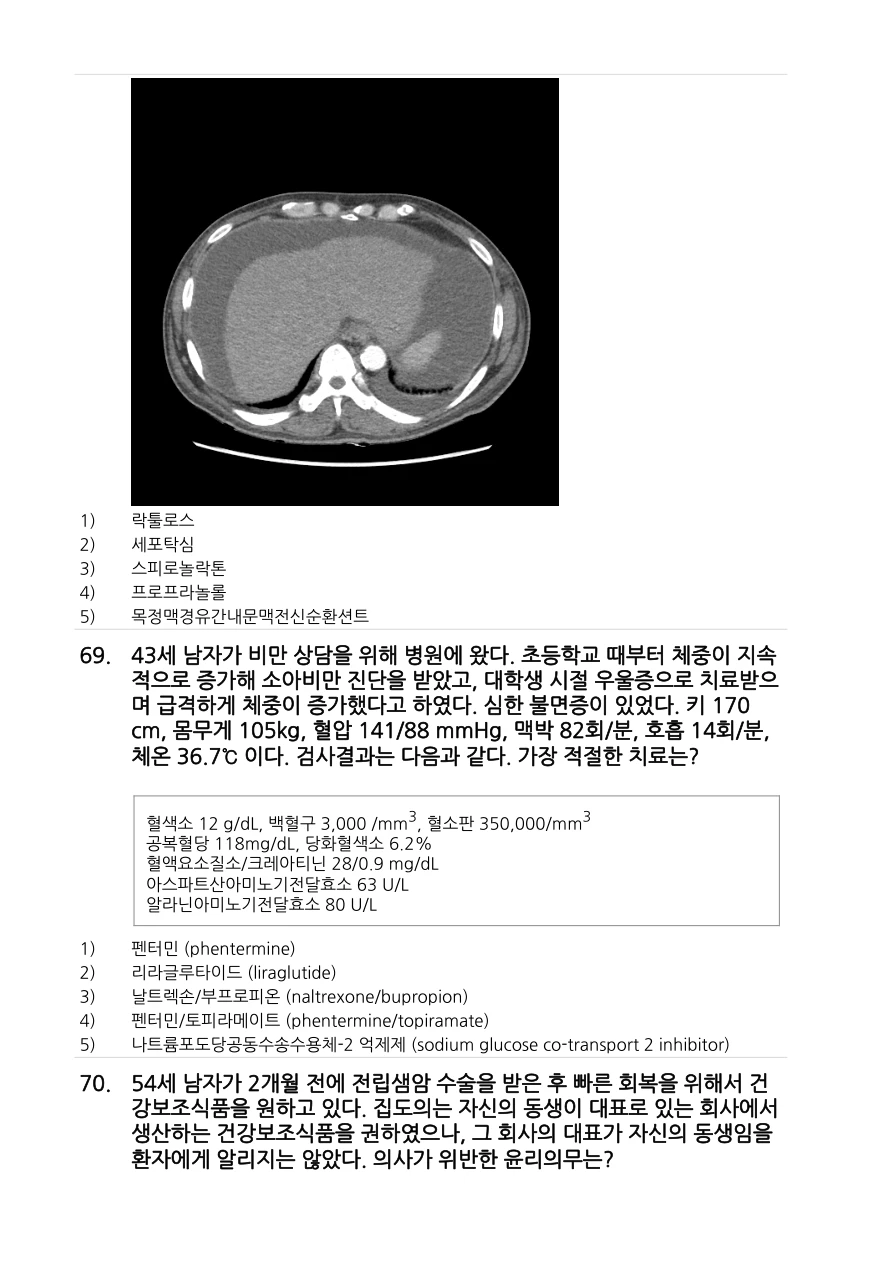 1) 락툴로스
2) 세포탁심
3) 스피로놀락톤
4) 프로프라놀롤
5) 목정맥경유간내문맥전신순환션트
69. 43세 남자가 비만 상담을 위해 병원에 왔다. 초등학교 때부터 체중이 지속
적으로 증가해 소아비만 진단을 받았고, 대학생 시절 우울증으로 치료받으
며 급격하게 체중이 증가했다고 하였다. 심한 불면증이 있었다. 키 170
cm, 몸무게 105kg, 혈압 141/88 mmHg, 맥박 82회/분, 호흡 14회/분,
체온 36.7℃ 이다. 검사결과는 다음과 같다. 가장 적절한 치료는?
혈색소 12 g/dL, 백혈구 3,000 /mm³, 혈소판 350,000/mm³
공복혈당 118mg/dL, 당화혈색소 6.2%
혈액요소질소/크레아티닌 28/0.9 mg/dL
아스파트산아미노기전달효소 63 U/L
알라닌아미노기전달효소 80 U/L
1) 펜터민 (phentermine)
2) 리라글루타이드 (liraglutide)
3) 날트렉손/부프로피온 (naltrexone/bupropion)
4) 펜터민/토피라메이트 (phentermine/topiramate)
5) 나트륨포도당공동수송수용체-2 억제제 (sodium glucose co-transport 2 inhibitor)
70. 54세 남자가 2개월 전에 전립샘암 수술을 받은 후 빠른 회복을 위해서 건
강보조식품을 원하고 있다. 집도의는 자신의 동생이 대표로 있는 회사에서
생산하는 건강보조식품을 권하였으나, 그 회사의 대표가 자신의 동생임을
환자에게 알리지는 않았다. 의사가 위반한 윤리의무는?